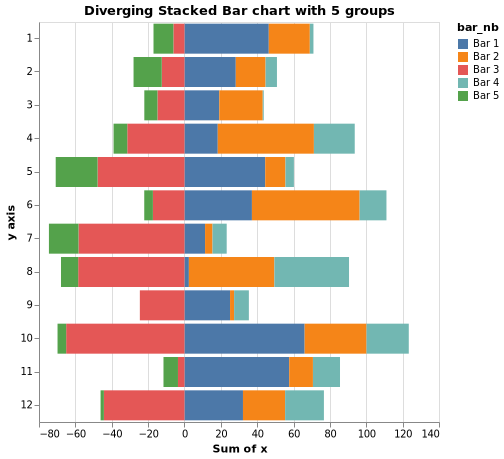 Diverging Stacked Bar chart with 5 groups
bar_nb
Bar 1
Bar 2
Bar 3
Bar 4
Bar 5
y axis
1
2
3
4
5
6
7
8
9
10
11
12
−80 −60 −40 −20 0 20 40 60 80 100 120 140
Sum of x